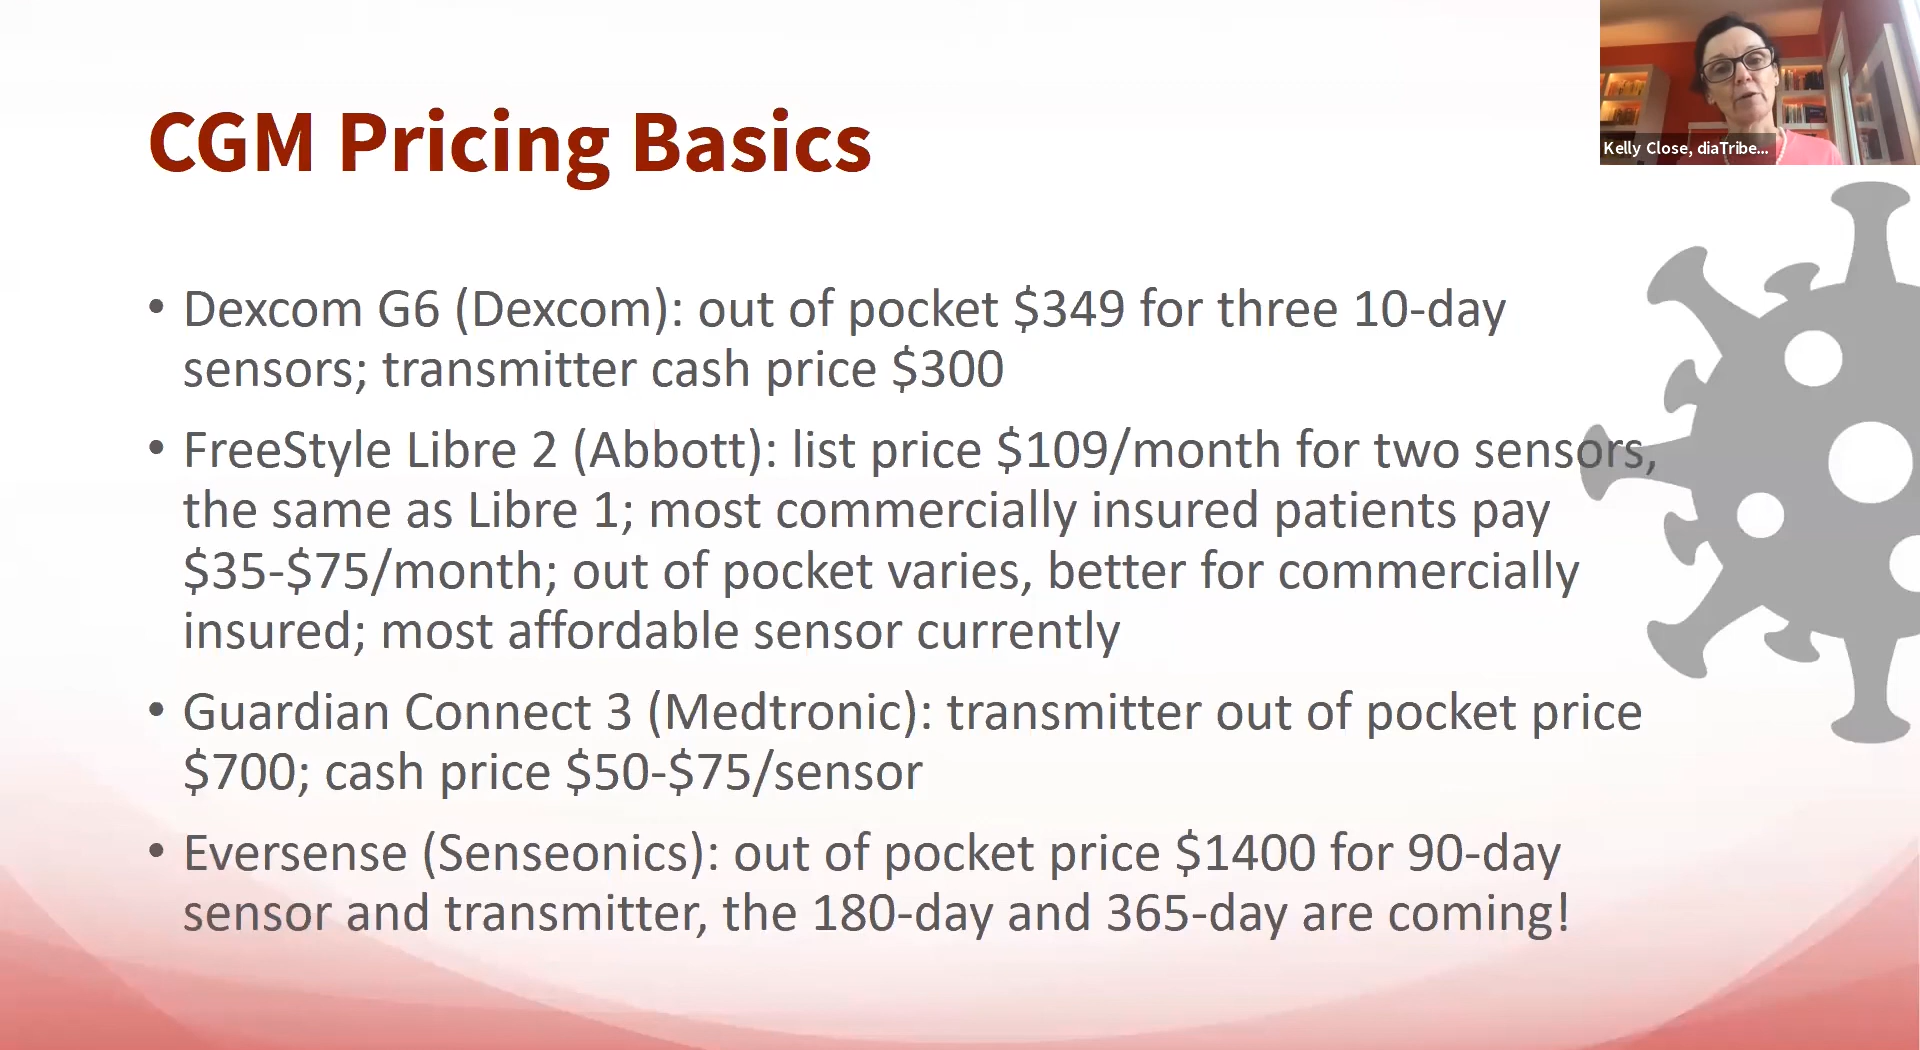 CGM Pricing Basics
Kelly Close, diaTribe...
• Dexcom G6 (Dexcom): out of pocket $349 for three 10-day
sensors; transmitter cash price $300
• FreeStyle Libre 2 (Abbott): list price $109/month for two sensors,
the same as Libre 1; most commercially insured patients pay
$35-$75/month; out of pocket varies, better for commercially
insured; most affordable sensor currently
• Guardian Connect 3 (Medtronic): transmitter out of pocket price
$700; cash price $50-$75/sensor
• Eversense (Senseonics): out of pocket price $1400 for 90-day
sensor and transmitter, the 180-day and 365-day are coming!